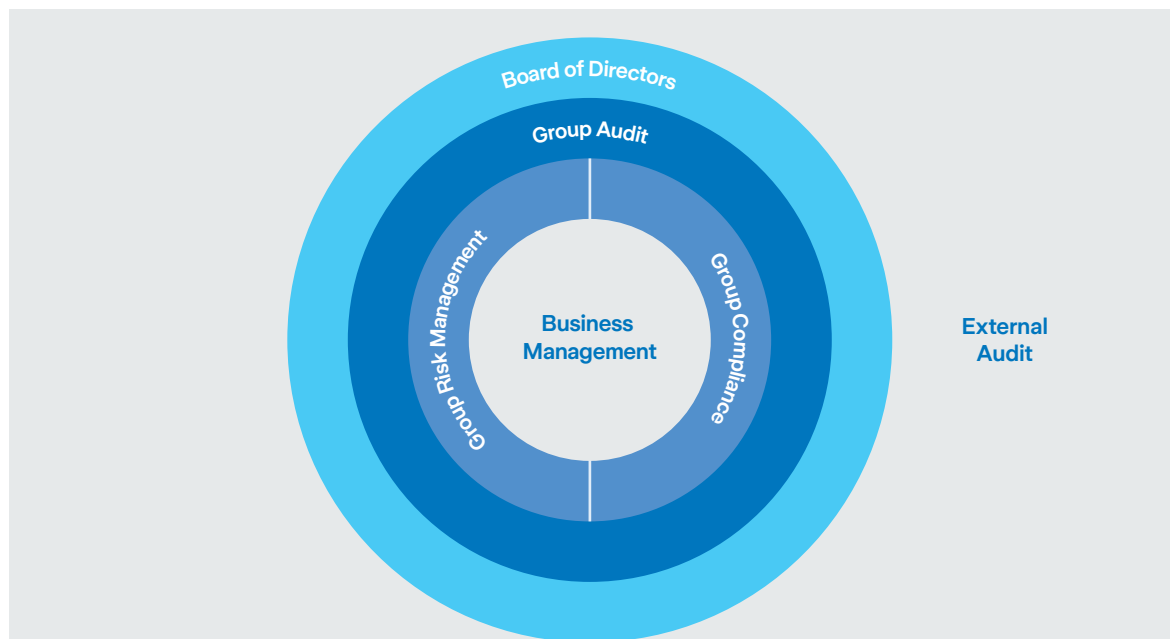 Board of Directors
Group Audit
Group Risk Management
Group Compliance
Business
Management
External
Audit